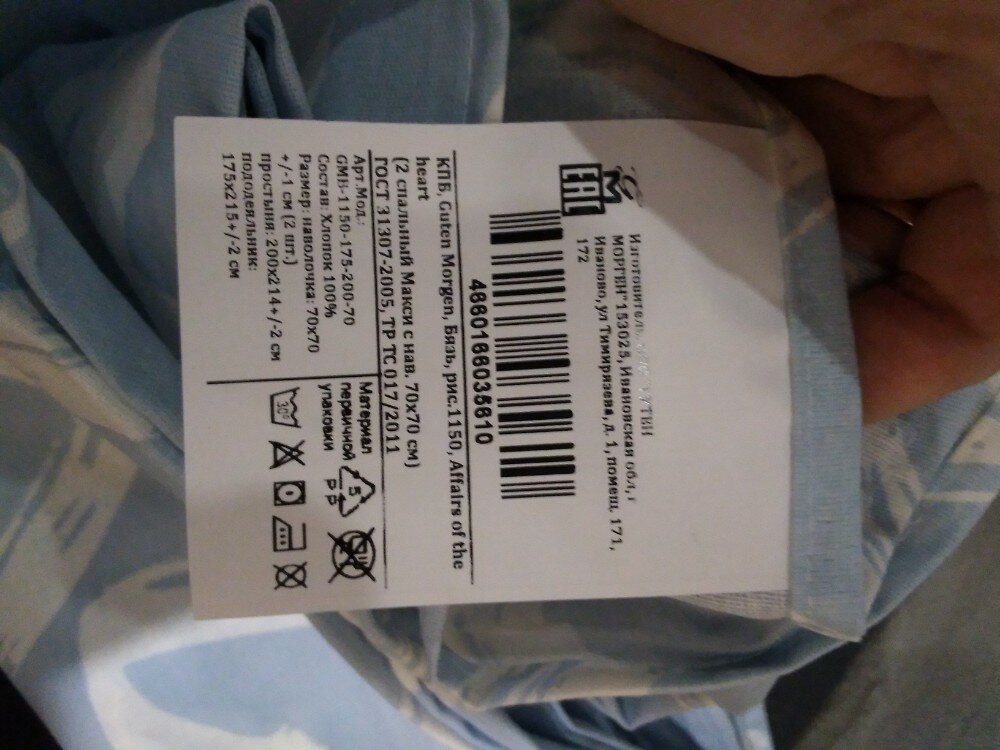 Изготовитель
МОРГЕН" 153025, Ивановская обл, г
Иваново, ул Тимирязева, д. 1, помещ. 171,
172
EAC
4660166035610
КПБ, Guten Morgen, Бязь, рис.1150, Affairs of the
heart
(2 спальный Макси с нав. 70х70 см)
ГОСТ 31307-2005, ТР ТС 017/2011
Арт.Мод.:
GMB-1150-175-200-70
Состав: Хлопок 100%
Размер: наволочка: 70х70
+/-1 см (2 шт.)
простыня: 200х214+/-2 см
пододеяльник:
175х215+/-2 см
Материал
первичной
упаковки
5
PP
30°